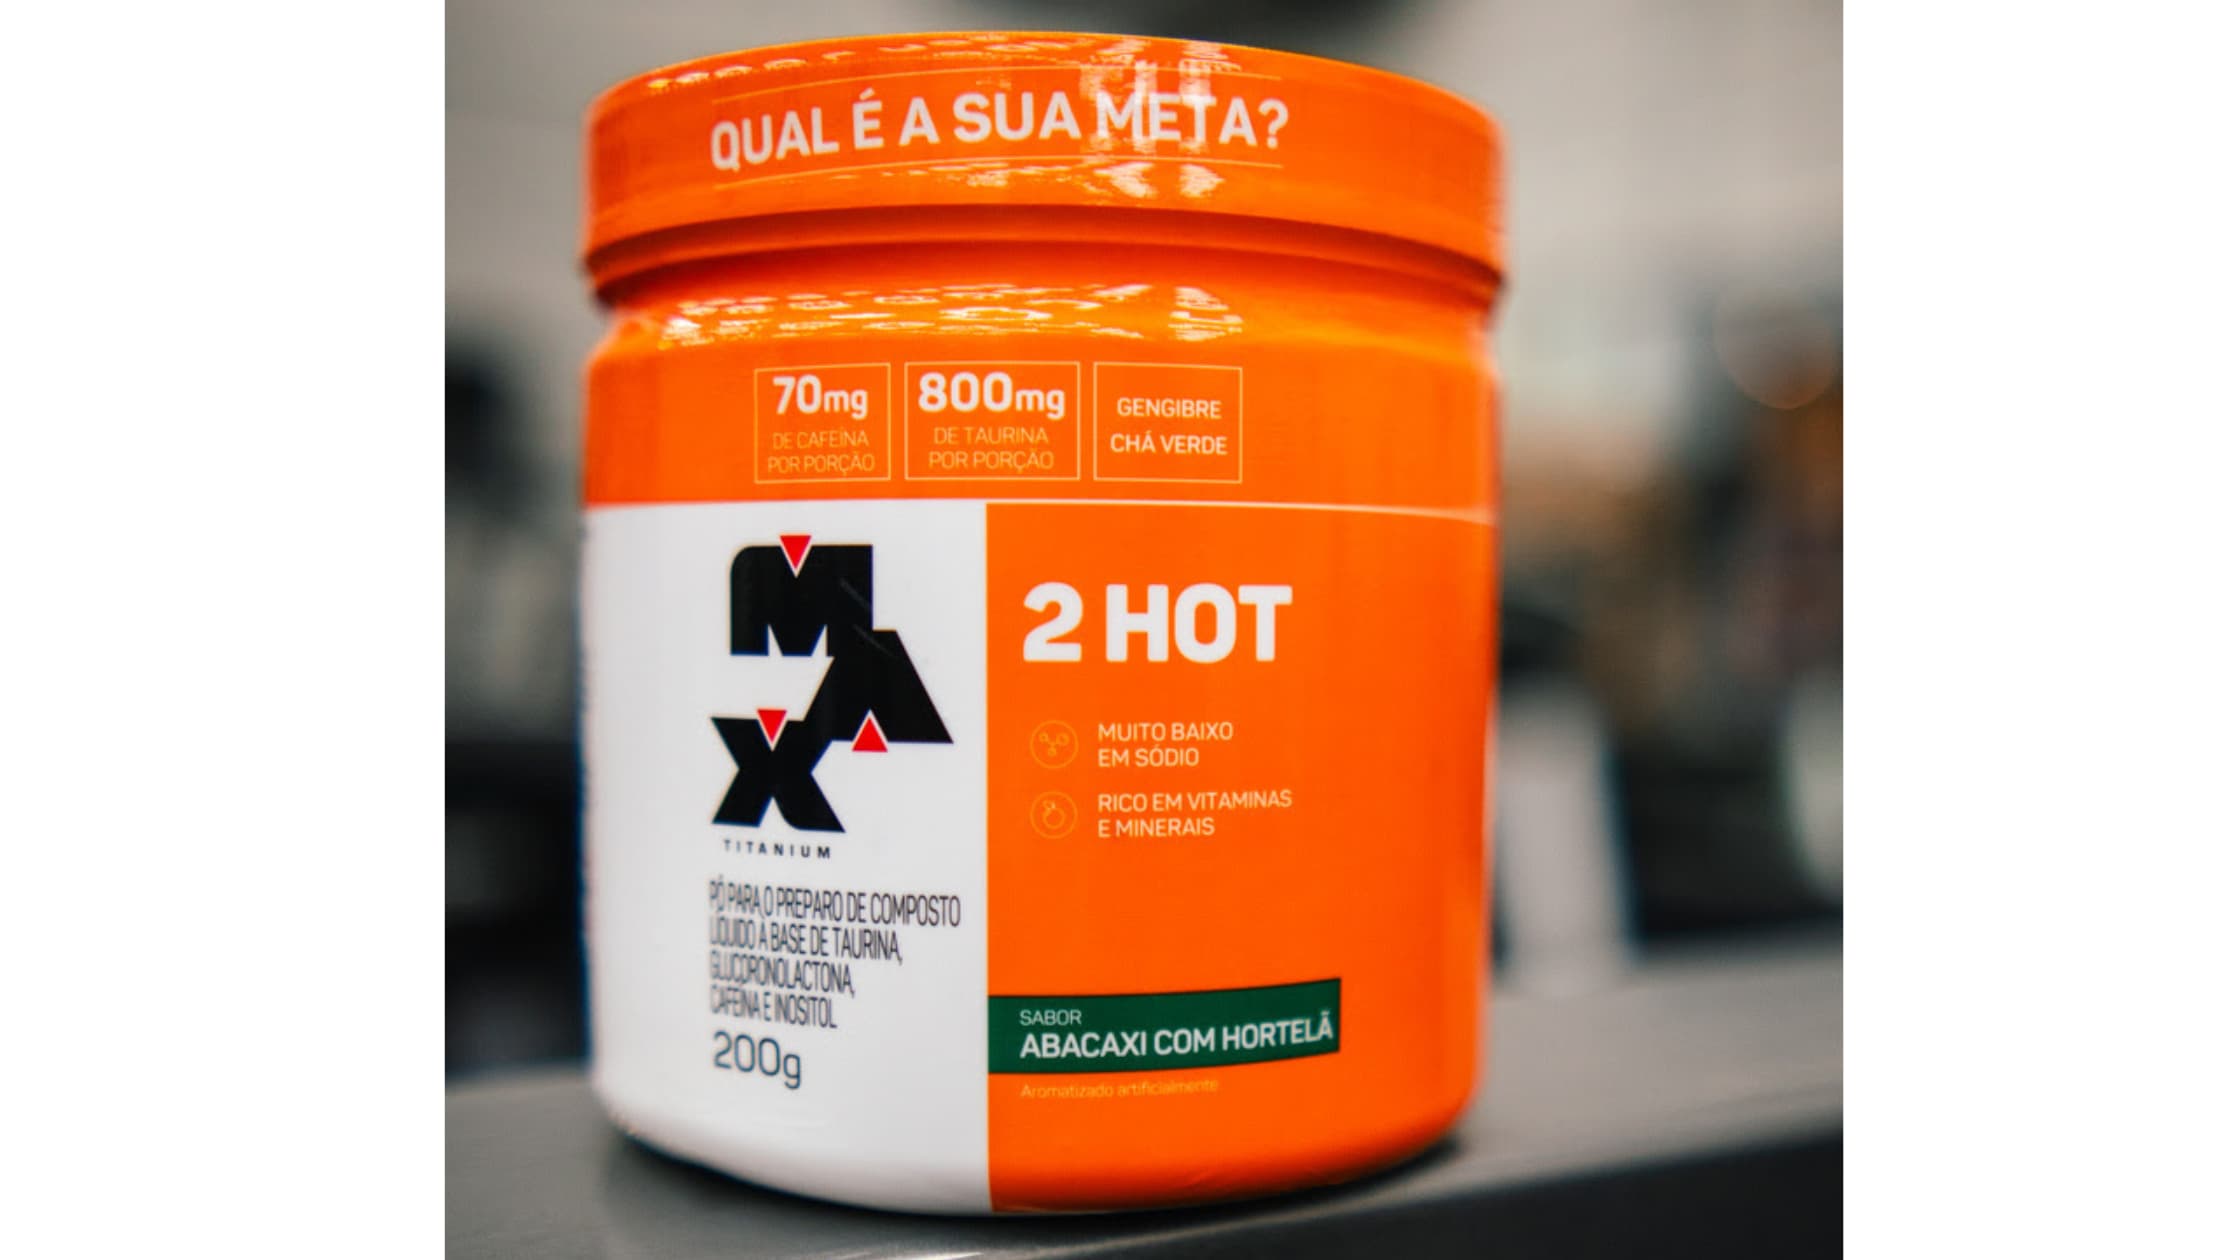 QUAL É A SUA META?
70mg
DE CAFEÍNA
POR PORÇÃO
800mg
DE TAURINA
POR PORÇÃO
GENGIBRE
CHÁ VERDE
MAX
TITANIUM
PÓ PARA O PREPARO DE COMPOSTO
LÍQUIDO A BASE DE TAURINA,
GLUCORONOLACTONA,
CAFEÍNA E INOSITOL
200g
2 HOT
MUITO BAIXO
EM SÓDIO
RICO EM VITAMINAS
E MINERAIS
SABOR
ABACAXI COM HORTELÃ
Aromatizado artificialmente